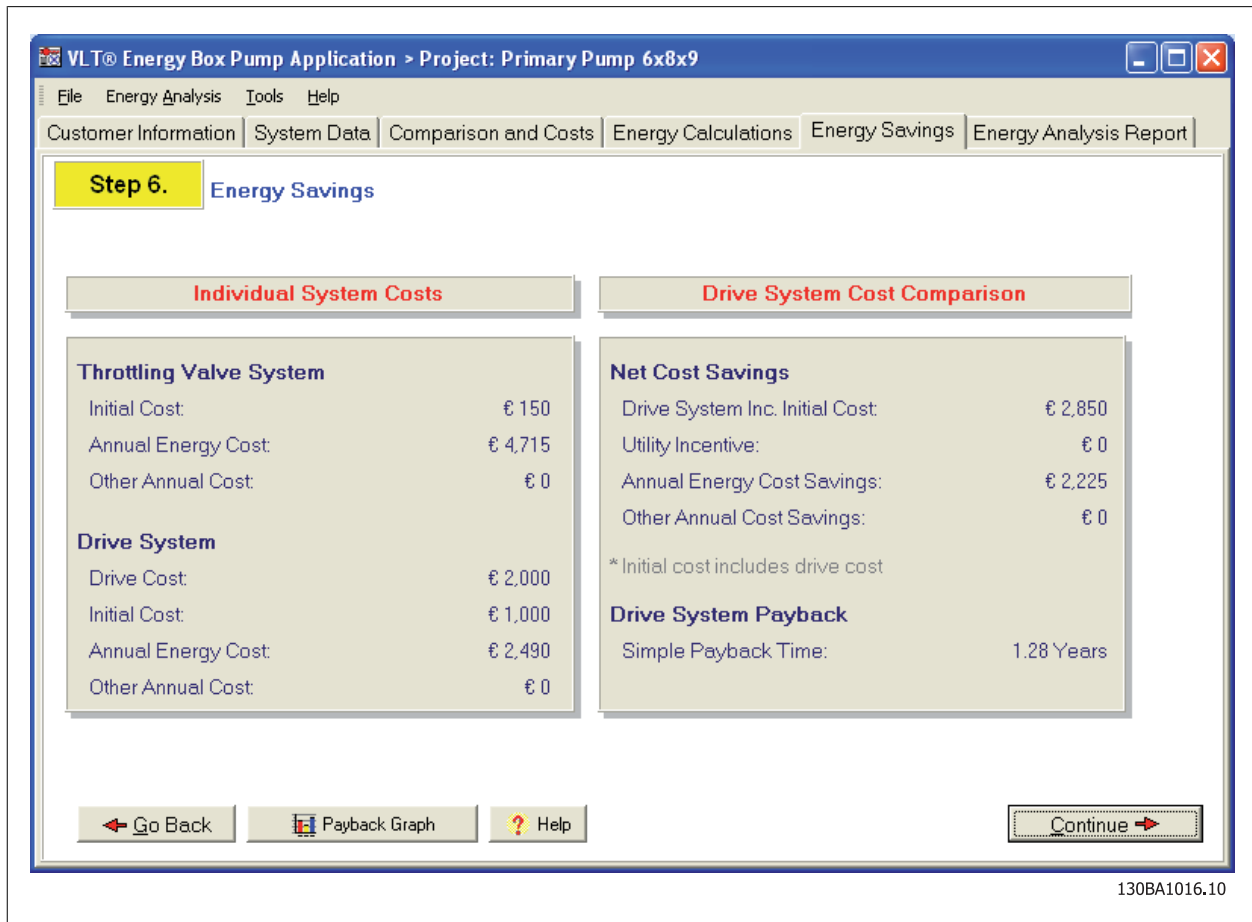 VLT® Energy Box Pump Application > Project: Primary Pump 6x8x9
File Energy Analysis Tools Help
Customer Information System Data Comparison and Costs Energy Calculations Energy Savings Energy Analysis Report
Step 6. Energy Savings
Individual System Costs
Throttling Valve System
Initial Cost: € 150
Annual Energy Cost: € 4,715
Other Annual Cost: € 0
Drive System
Drive Cost: € 2,000
Initial Cost: € 1,000
Annual Energy Cost: € 2,490
Other Annual Cost: € 0
Drive System Cost Comparison
Net Cost Savings
Drive System Inc. Initial Cost: € 2,850
Utility Incentive: € 0
Annual Energy Cost Savings: € 2,225
Other Annual Cost Savings: € 0
* Initial cost includes drive cost
Drive System Payback
Simple Payback Time: 1.28 Years
Go Back Payback Graph ? Help Continue
130BA1016.10